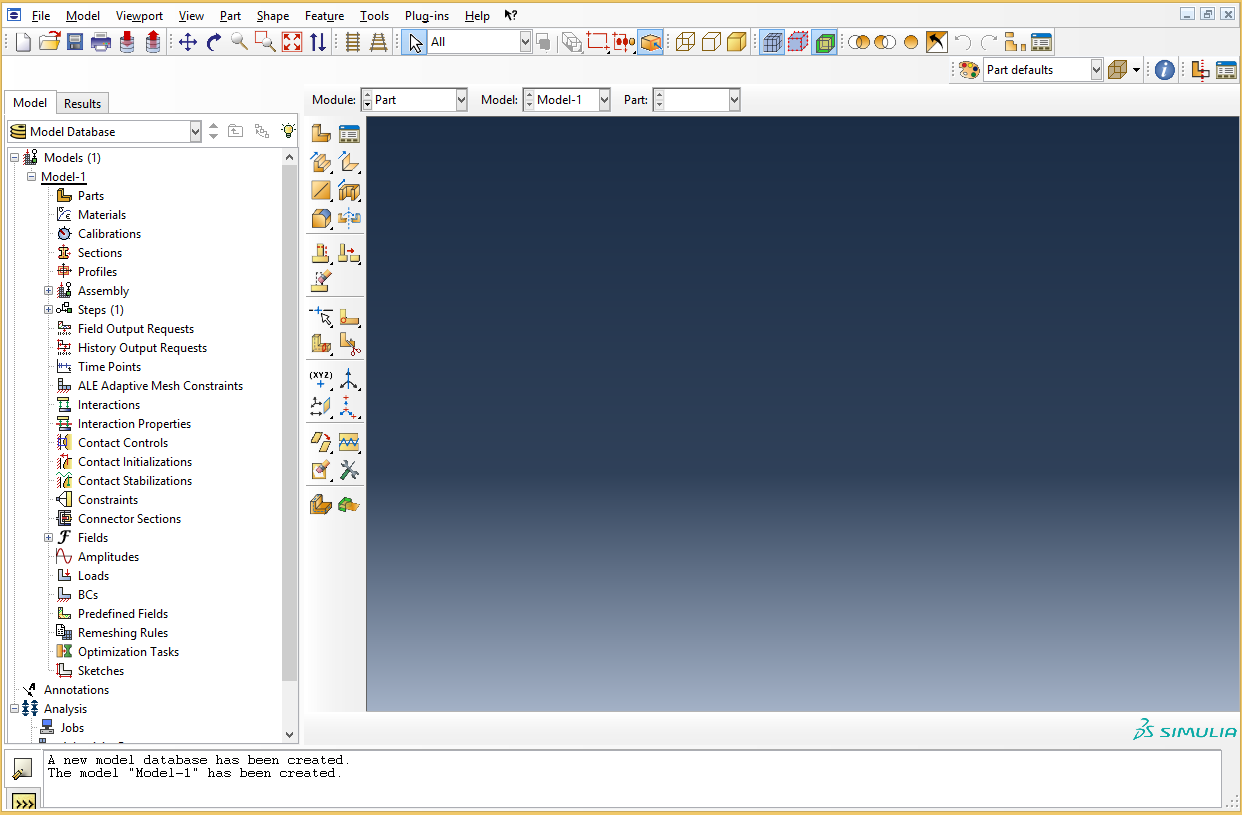 File Model Viewport View Part Shape Feature Tools Plug-ins Help
All
Part defaults
Model Results
Module: Part Model: Model-1 Part:
Model Database
Models (1)
Model-1
Parts
Materials
Calibrations
Sections
Profiles
Assembly
Steps (1)
Field Output Requests
History Output Requests
Time Points
ALE Adaptive Mesh Constraints
Interactions
Interaction Properties
Contact Controls
Contact Initializations
Contact Stabilizations
Constraints
Connector Sections
Fields
Amplitudes
Loads
BCs
Predefined Fields
Remeshing Rules
Optimization Tasks
Sketches
Annotations
Analysis
Jobs
(XYZ)
SIMULIA
A new model database has been created.
The model "Model-1" has been created.
>>>